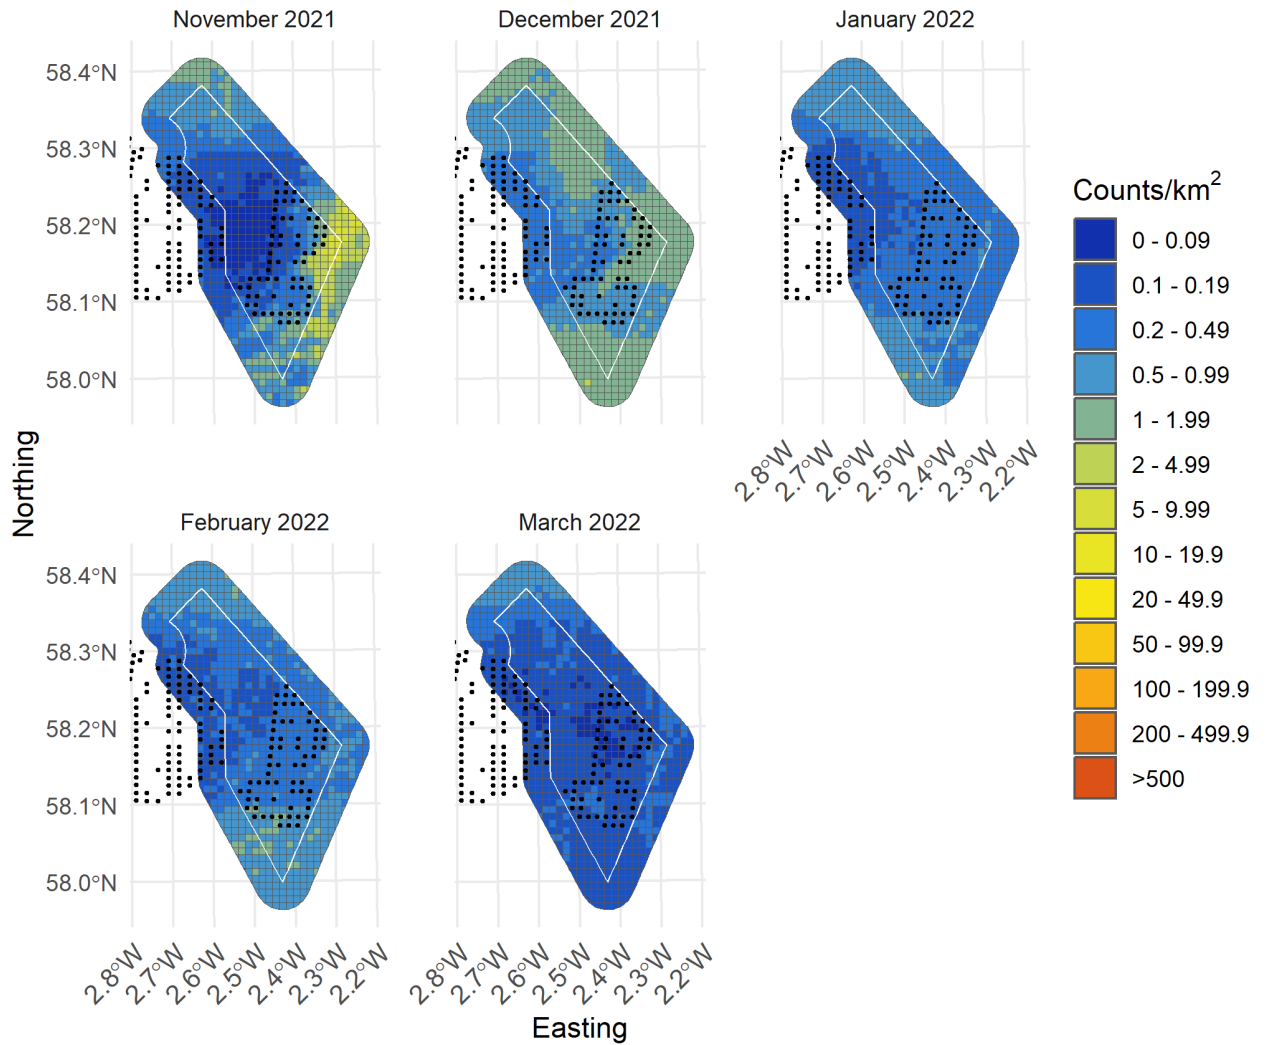 November 2021
December 2021
January 2022
58.4°N
58.3°N
58.2°N
58.1°N
58.0°N
2.8°W
2.7°W
2.6°W
2.5°W
2.4°W
2.3°W
2.2°W
Northing
February 2022
March 2022
58.4°N
58.3°N
58.2°N
58.1°N
58.0°N
2.8°W
2.7°W
2.6°W
2.5°W
2.4°W
2.3°W
2.2°W
2.8°W
2.7°W
2.6°W
2.5°W
2.4°W
2.3°W
2.2°W
Easting
Counts/km²
0 - 0.09
0.1 - 0.19
0.2 - 0.49
0.5 - 0.99
1 - 1.99
2 - 4.99
5 - 9.99
10 - 19.9
20 - 49.9
50 - 99.9
100 - 199.9
200 - 499.9
>500